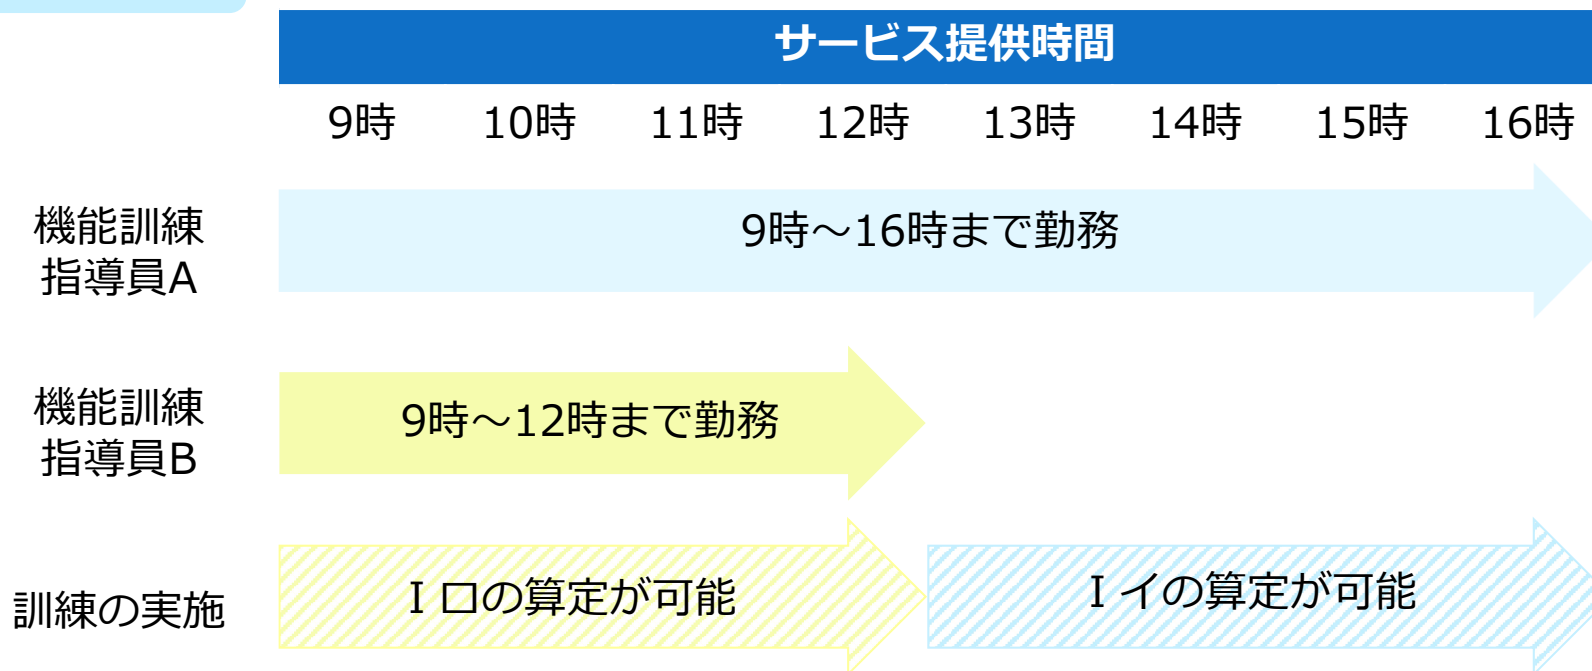 サービス提供時間
9時 10時 11時 12時 13時 14時 15時 16時
機能訓練
指導員A
9時～16時まで勤務
機能訓練
指導員B
9時～12時まで勤務
訓練の実施
Ⅰロの算定が可能
Ⅰイの算定が可能